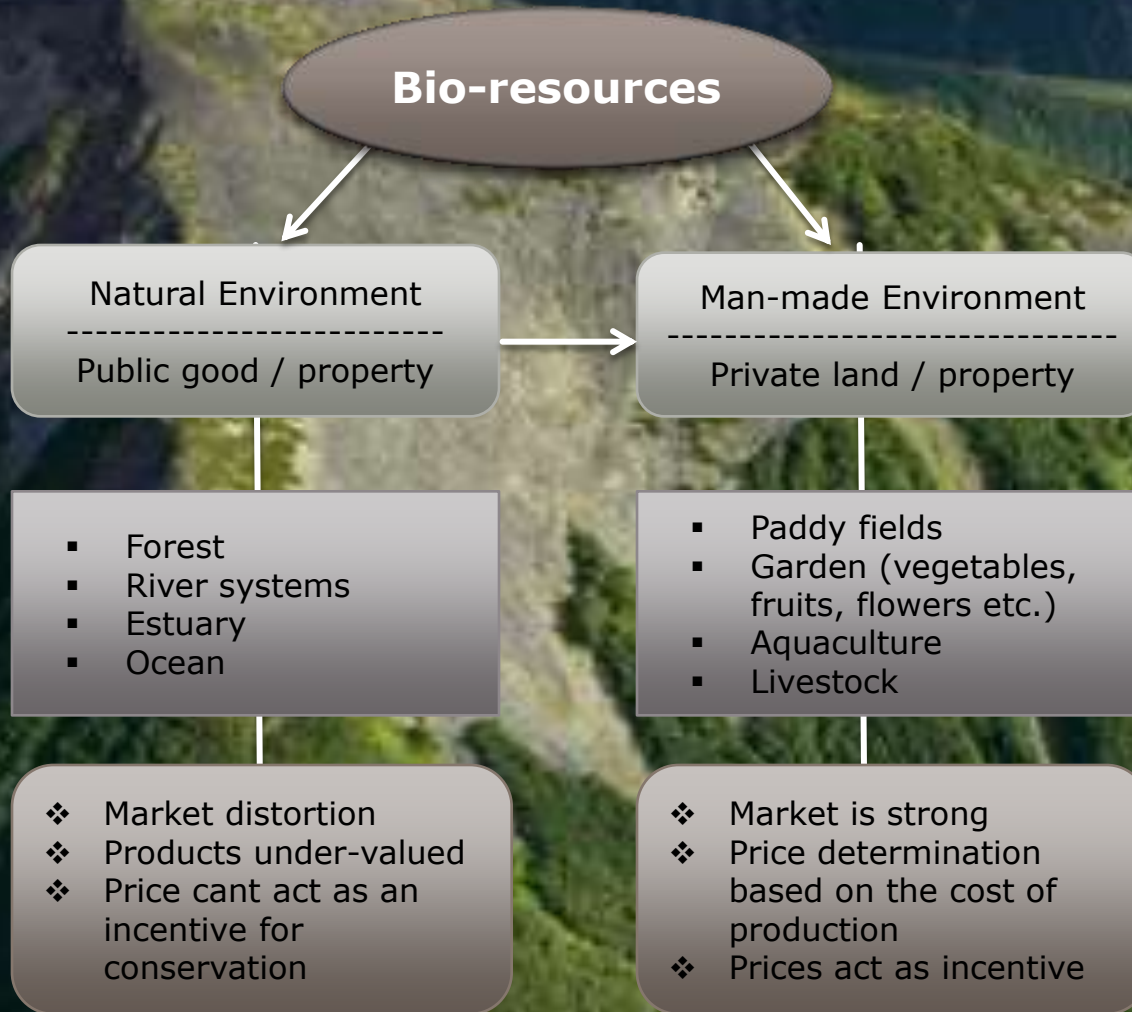 Bio-resources
Natural Environment
--------------------------
Public good / property
Man-made Environment
-------------------------------
Private land / property
▪ Forest
▪ River systems
▪ Estuary
▪ Ocean
▪ Paddy fields
▪ Garden (vegetables,
fruits, flowers etc.)
▪ Aquaculture
▪ Livestock
❖ Market distortion
❖ Products under-valued
❖ Price cant act as an
incentive for
conservation
❖ Market is strong
❖ Price determination
based on the cost of
production
❖ Prices act as incentive